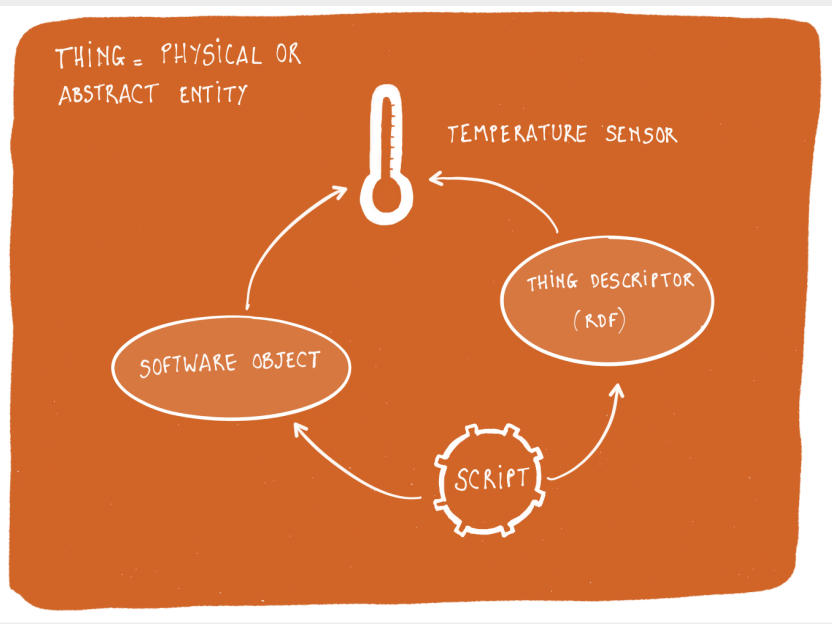 THING = PHYSICAL OR
ABSTRACT ENTITY
TEMPERATURE SENSOR
THING DESCRIPTOR
(RDF)
SOFTWARE OBJECT
SCRIPT